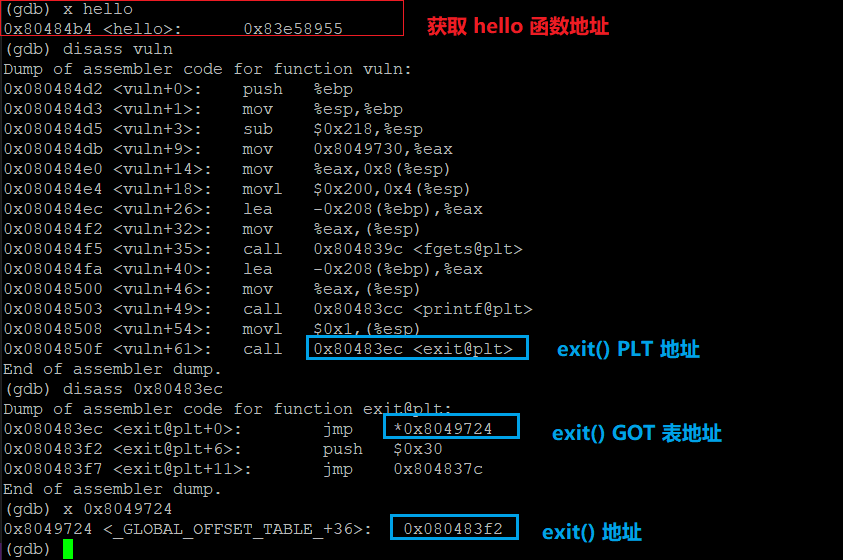 (gdb) x hello
0x80484b4 <hello>: 0x83e58955
获取 hello 函数地址
(gdb) disass vuln
Dump of assembler code for function vuln:
0x080484d2 <vuln+0>: push %ebp
0x080484d3 <vuln+1>: mov %esp,%ebp
0x080484d5 <vuln+3>: sub $0x218,%esp
0x080484db <vuln+9>: mov 0x8049730,%eax
0x080484e0 <vuln+14>: mov %eax,0x8(%esp)
0x080484e4 <vuln+18>: movl $0x200,0x4(%esp)
0x080484ec <vuln+26>: lea -0x208(%ebp),%eax
0x080484f2 <vuln+32>: mov %eax,(%esp)
0x080484f5 <vuln+35>: call 0x804839c <fgets@plt>
0x080484fa <vuln+40>: lea -0x208(%ebp),%eax
0x08048500 <vuln+46>: mov %eax,(%esp)
0x08048503 <vuln+49>: call 0x80483cc <printf@plt>
0x08048508 <vuln+54>: movl $0x1,(%esp)
0x0804850f <vuln+61>: call 0x80483ec <exit@plt>
exit() PLT 地址
End of assembler dump.
(gdb) disass 0x80483ec
Dump of assembler code for function exit@plt:
0x080483ec <exit@plt+0>: jmp *0x8049724
exit() GOT 表地址
0x080483f2 <exit@plt+6>: push $0x30
0x080483f7 <exit@plt+11>: jmp 0x804837c
End of assembler dump.
(gdb) x 0x8049724
0x8049724 <_GLOBAL_OFFSET_TABLE_+36>: 0x080483f2
exit() 地址
(gdb)